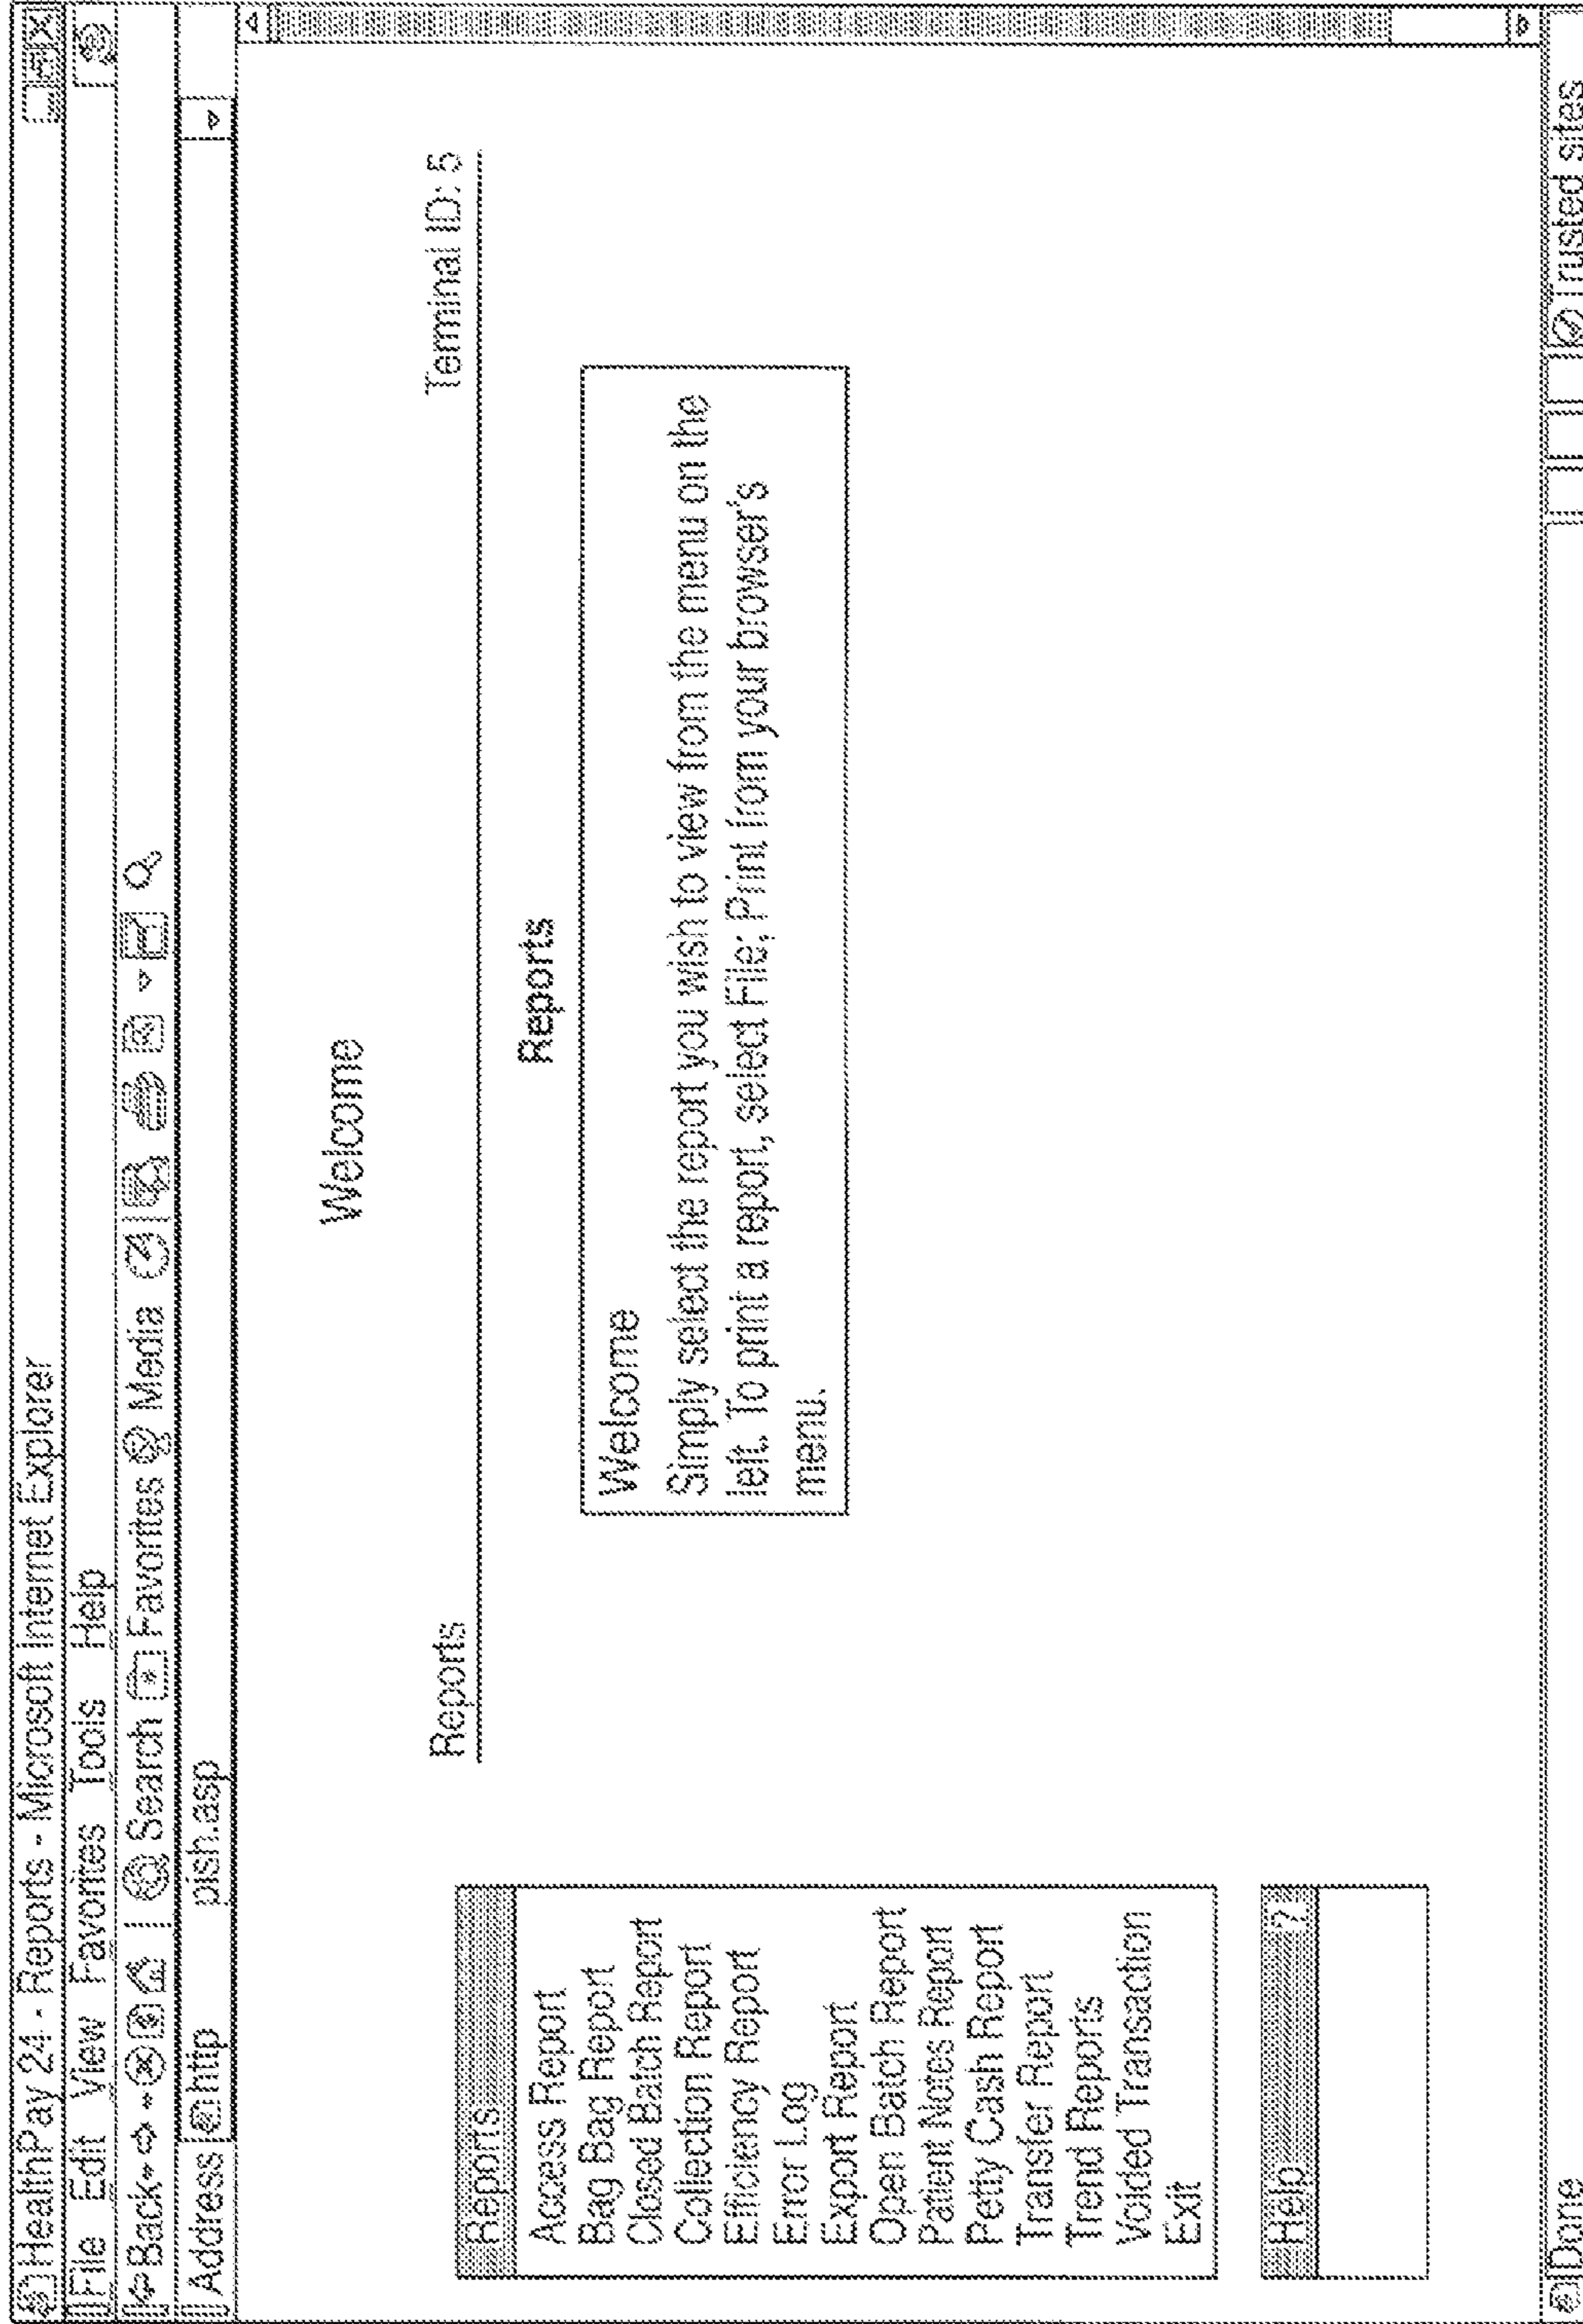 HealthPay 24 - Reports - Microsoft Internet Explorer
File Edit View Favorites Tools Help
Back Search Favorites Media
Address http pish.asp
Welcome
Reports Terminal ID: 5
Reports
Reports
Access Report
Bag Bag Report
Closed Batch Report
Collection Report
Efficiency Report
Error Log
Export Report
Open Batch Report
Patient Notes Report
Petty Cash Report
Transfer Report
Trend Reports
Voided Transaction
Exit
Welcome
Simply select the report you wish to view from the menu on the
left. To print a report, select File; Print from your browser's
menu.
Help ?
Done Trusted sites